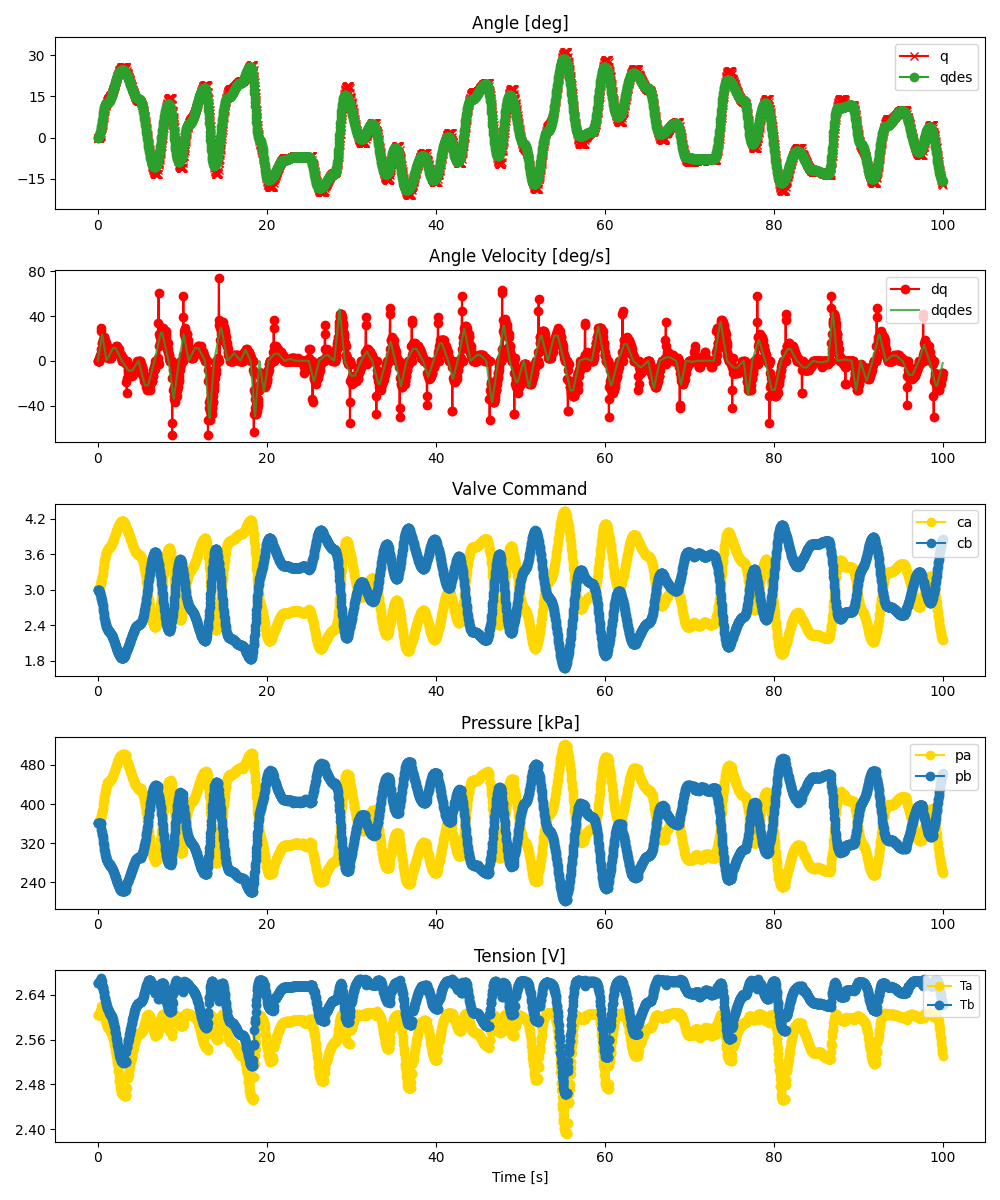 Angle [deg]
30
15
0
−15
q
qdes
0 20 40 60 80 100
Angle Velocity [deg/s]
80
40
0
−40
dq
dqdes
0 20 40 60 80 100
Valve Command
4.2
3.6
3.0
2.4
1.8
ca
cb
0 20 40 60 80 100
Pressure [kPa]
480
400
320
240
pa
pb
0 20 40 60 80 100
Tension [V]
2.64
2.56
2.48
2.40
Ta
Tb
0 20 40 60 80 100
Time [s]